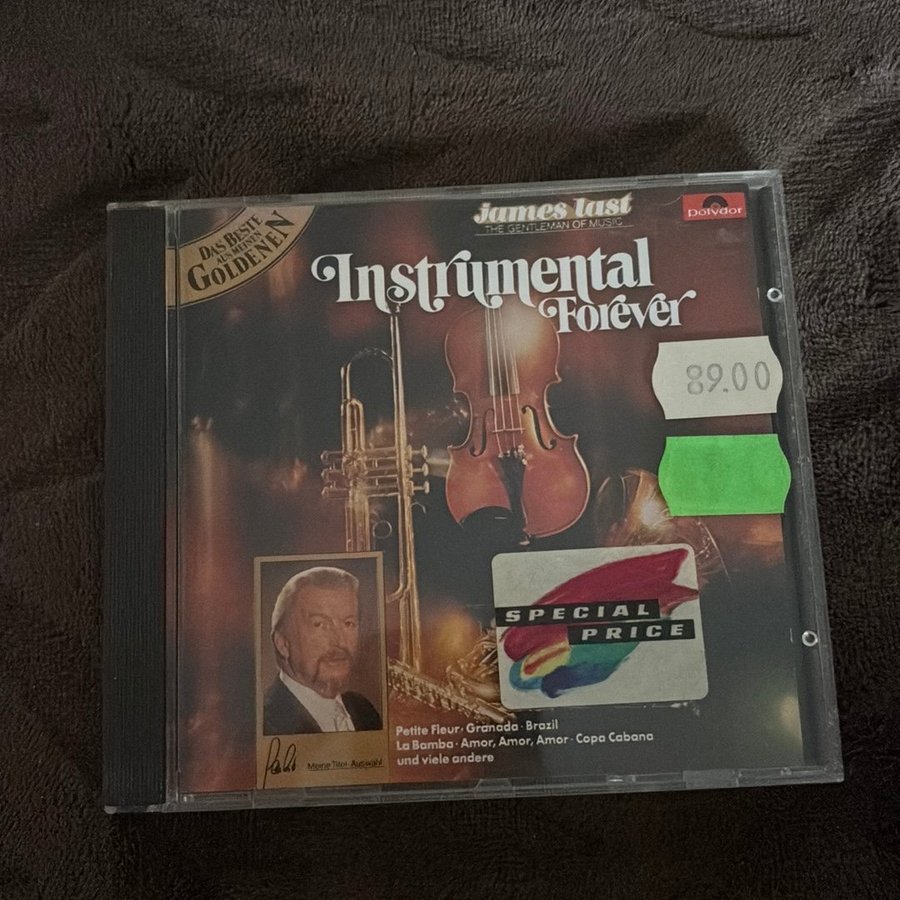 DAS BESTE
AUS MEINEN
GOLDENEN
james last
THE GENTLEMAN OF MUSIC
polydor
Instrumental
Forever
89.00
SPECIAL
PRICE
Petite Fleur · Granada · Brazil
La Bamba · Amor, Amor, Amor · Copa Cabana
und viele andere
Meine Titel-Auswahl